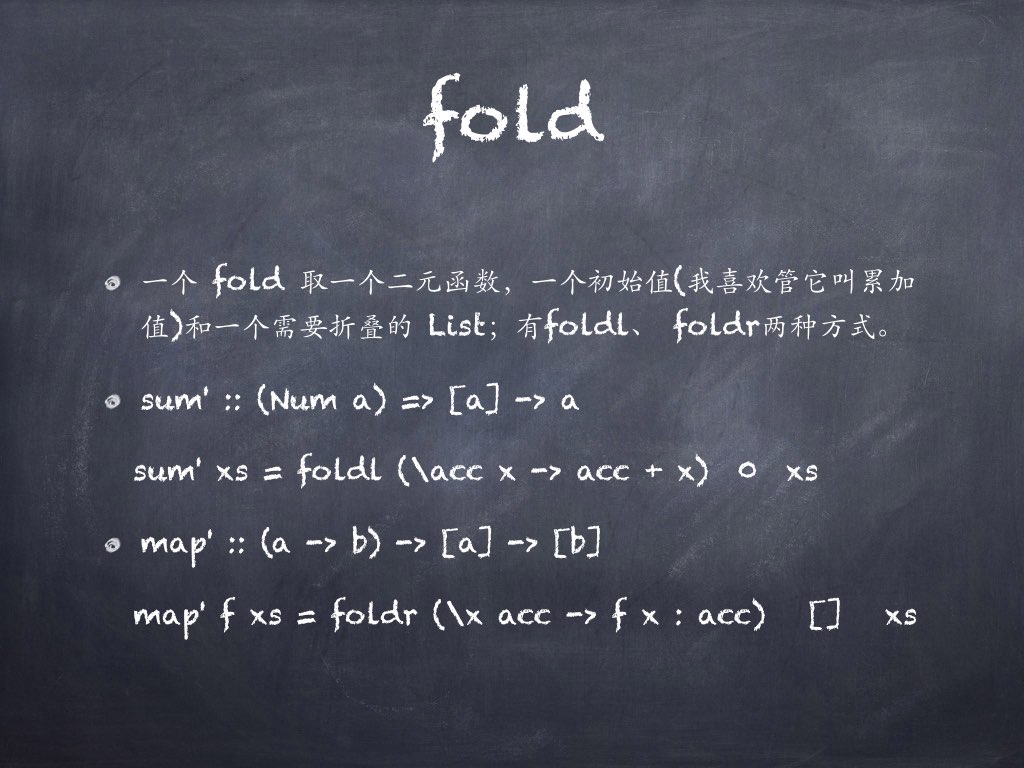 fold
一个 fold 取一个二元函数，一个初始值(我喜欢管它叫累加
值)和一个需要折叠的 List；有foldl、 foldr两种方式。
sum' :: (Num a) => [a] -> a
sum' xs = foldl (\acc x -> acc + x) 0 xs
map' :: (a -> b) -> [a] -> [b]
map' f xs = foldr (\x acc -> f x : acc) [] xs